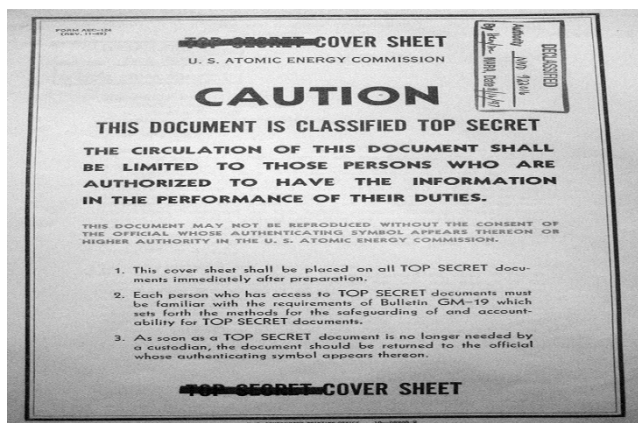 FORM AEC-136
TOP SECRET COVER SHEET
U. S. ATOMIC ENERGY COMMISSION
DECLASSIFIED
Authority NND
By NARA, Date
CAUTION
THIS DOCUMENT IS CLASSIFIED TOP SECRET
THE CIRCULATION OF THIS DOCUMENT SHALL
BE LIMITED TO THOSE PERSONS WHO ARE
AUTHORIZED TO HAVE THE INFORMATION
IN THE PERFORMANCE OF THEIR DUTIES.
THIS DOCUMENT MAY NOT BE REPRODUCED WITHOUT THE CONSENT OF
THE OFFICIAL WHOSE AUTHENTICATING SYMBOL APPEARS THEREON OR
HIGHER AUTHORITY IN THE U. S. ATOMIC ENERGY COMMISSION.
1. This cover sheet shall be placed on all TOP SECRET docu-
ments immediately after preparation.
2. Each person who has access to TOP SECRET documents must
be familiar with the requirements of Bulletin GM-19 which
sets forth the methods for the safeguarding of and account-
ability for TOP SECRET documents.
3. As soon as a TOP SECRET document is no longer needed by
a custodian, the document should be returned to the official
whose authenticating symbol appears thereon.
TOP SECRET COVER SHEET